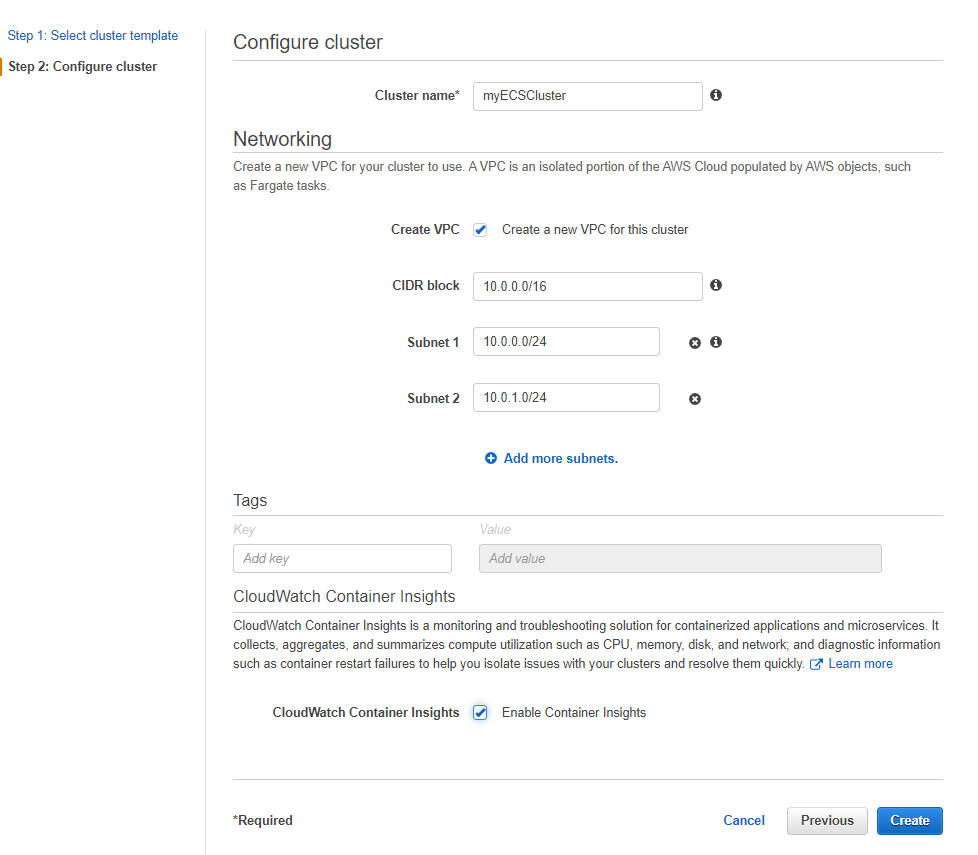 Step 1: Select cluster template
Step 2: Configure cluster
Configure cluster
Cluster name* myECSCluster
Networking
Create a new VPC for your cluster to use. A VPC is an isolated portion of the AWS Cloud populated by AWS objects, such
as Fargate tasks.
Create VPC Create a new VPC for this cluster
CIDR block 10.0.0.0/16
Subnet 1 10.0.0.0/24
Subnet 2 10.0.1.0/24
Add more subnets.
Tags
Key Value
Add key Add value
CloudWatch Container Insights
CloudWatch Container Insights is a monitoring and troubleshooting solution for containerized applications and microservices. It
collects, aggregates, and summarizes compute utilization such as CPU, memory, disk, and network; and diagnostic information
such as container restart failures to help you isolate issues with your clusters and resolve them quickly. Learn more
CloudWatch Container Insights Enable Container Insights
*Required Cancel Previous Create